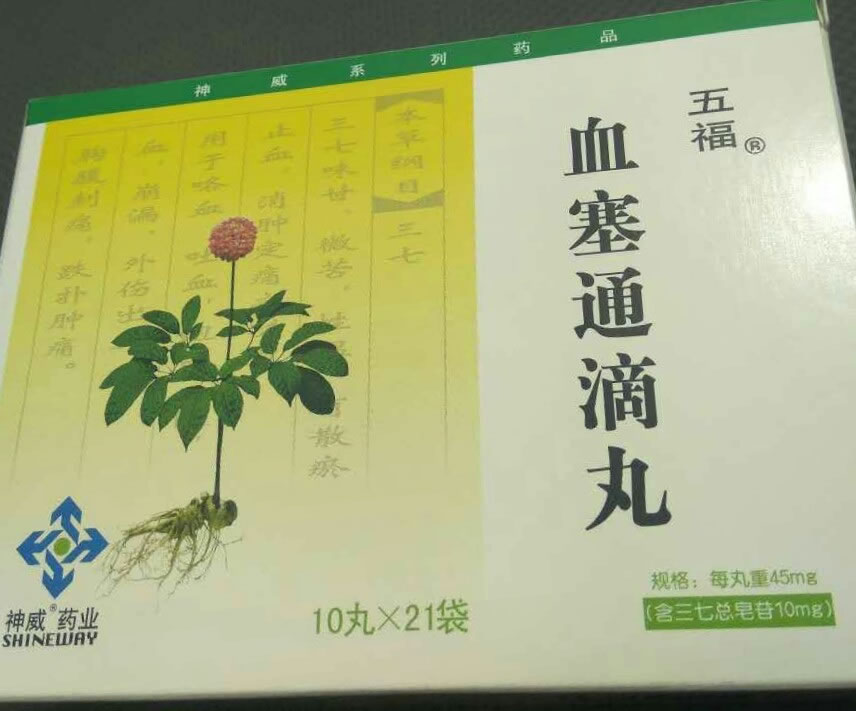 神威系列药品
五福®
血塞通滴丸
本草纲目 三七
三七味甘、微苦,性温
有散瘀
止血,消肿定痛
用于咯血,吐血,
血,崩漏,外伤出
胸腹刺痛,跌扑肿痛。
神威®药业
SHINEWAY
10丸×21袋
规格:每丸重45mg
(含三七总皂苷10mg)